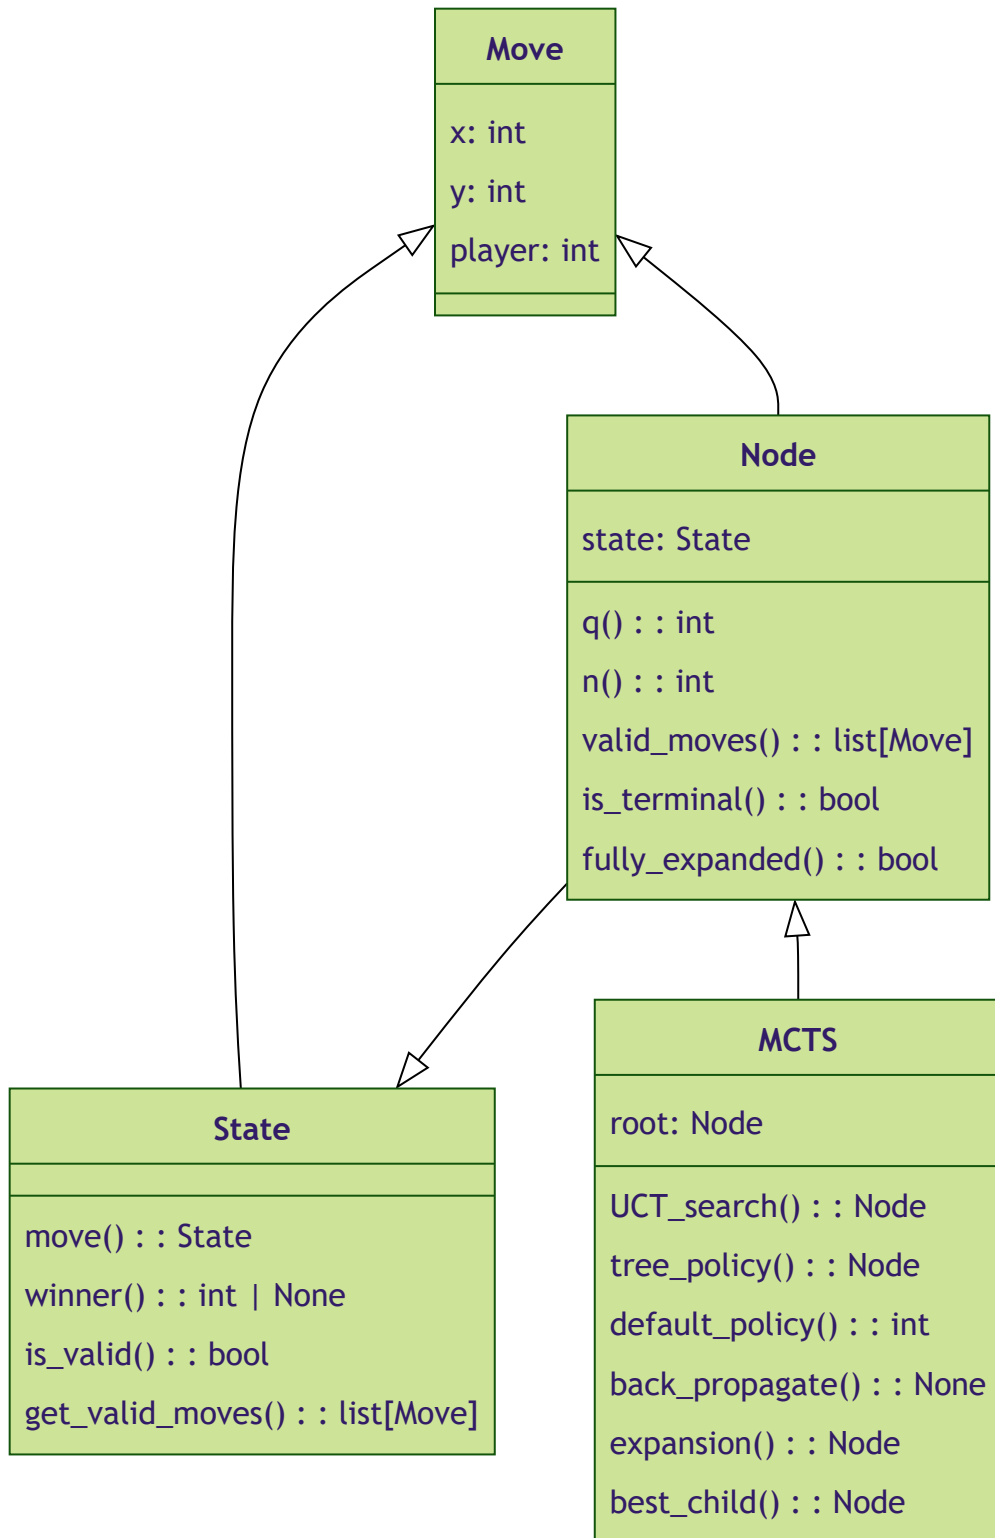 Move
x: int
y: int
player: int
Node
state: State
q() : : int
n() : : int
valid_moves() : : list[Move]
is_terminal() : : bool
fully_expanded() : : bool
MCTS
root: Node
UCT_search() : : Node
tree_policy() : : Node
default_policy() : : int
back_propagate() : : None
expansion() : : Node
best_child() : : Node
State
move() : : State
winner() : : int | None
is_valid() : : bool
get_valid_moves() : : list[Move]